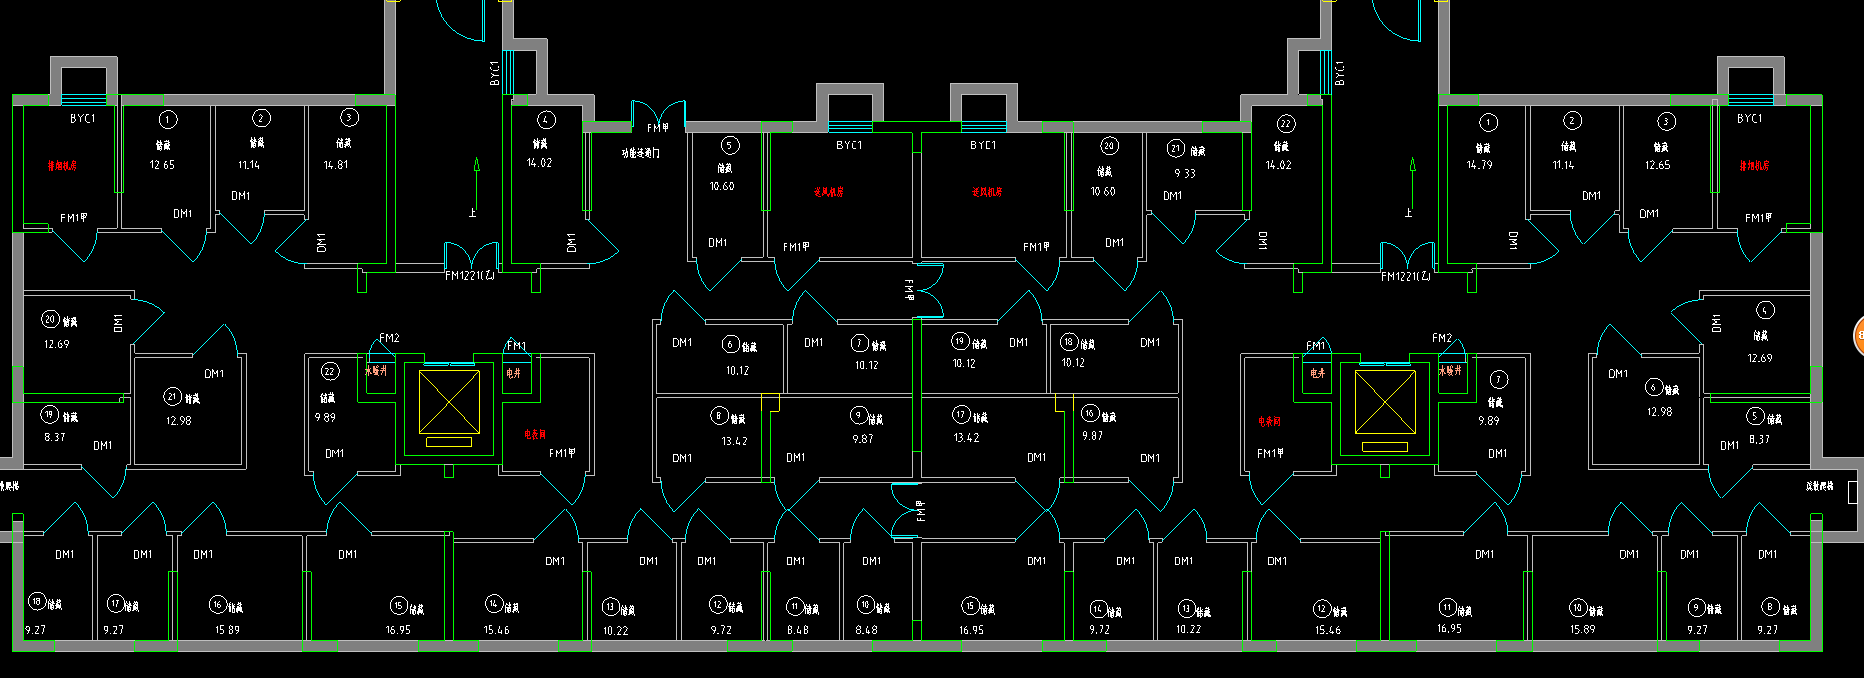 BYC1
BYC1
BYC1
1
储藏
12.65
2
储藏
11.14
3
储藏
14.81
4
储藏
14.02
FM甲
功能连通门
5
储藏
10.60
BYC1
BYC1
20
储藏
10.60
21
储藏
9.33
22
储藏
14.02
1
储藏
14.79
2
储藏
11.14
3
储藏
12.65
BYC1
排烟机房
送风机房
送风机房
排烟机房
DM1
DM1
DM1
DM1
上
DM1
DM1
DM1
DM1
上
DM1
DM1
DM1
FM1甲
DM1
DM1
FM1甲
FM1甲
DM1
FM1甲
FM1221(乙)
FM1221(乙)
FM甲
20
储藏
12.69
DM1
DM1
21
储藏
12.98
19
储藏
8.37
DM1
22
储藏
9.89
DM1
FM2
水暖井
FM1
电井
电表间
FM1甲
DM1
6
储藏
10.12
DM1
7
储藏
10.12
19
储藏
10.12
DM1
18
储藏
10.12
DM1
8
储藏
13.42
DM1
9
储藏
9.87
DM1
17
储藏
13.42
DM1
16
储藏
9.87
DM1
FM1
电井
电表间
FM1甲
FM2
水暖井
7
储藏
9.89
DM1
DM1
6
储藏
12.98
DM1
4
储藏
12.69
5
储藏
8.37
DM1
FM甲
DM1
18
储藏
9.27
DM1
17
储藏
9.27
DM1
16
储藏
15.89
DM1
15
储藏
16.95
DM1
14
储藏
15.46
DM1
13
储藏
10.22
DM1
12
储藏
9.72
DM1
11
储藏
8.48
DM1
10
储藏
8.48
DM1
15
储藏
16.95
DM1
14
储藏
9.72
DM1
13
储藏
10.22
DM1
12
储藏
15.46
DM1
11
储藏
16.95
DM1
10
储藏
15.89
DM1
9
储藏
9.27
DM1
8
储藏
9.27